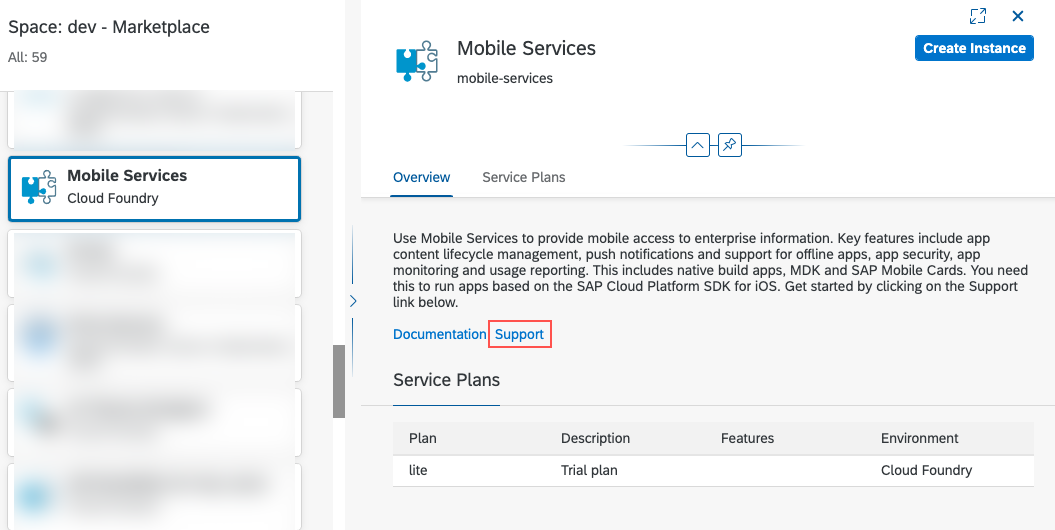 Space: dev - Marketplace
All: 59
Mobile Services
Cloud Foundry
Mobile Services
mobile-services
Create Instance
Overview Service Plans
Use Mobile Services to provide mobile access to enterprise information. Key features include app
content lifecycle management, push notifications and support for offline apps, app security, app
monitoring and usage reporting. This includes native build apps, MDK and SAP Mobile Cards. You need
this to run apps based on the SAP Cloud Platform SDK for iOS. Get started by clicking on the Support
link below.
Documentation Support
Service Plans
Plan Description Features Environment
lite Trial plan Cloud Foundry